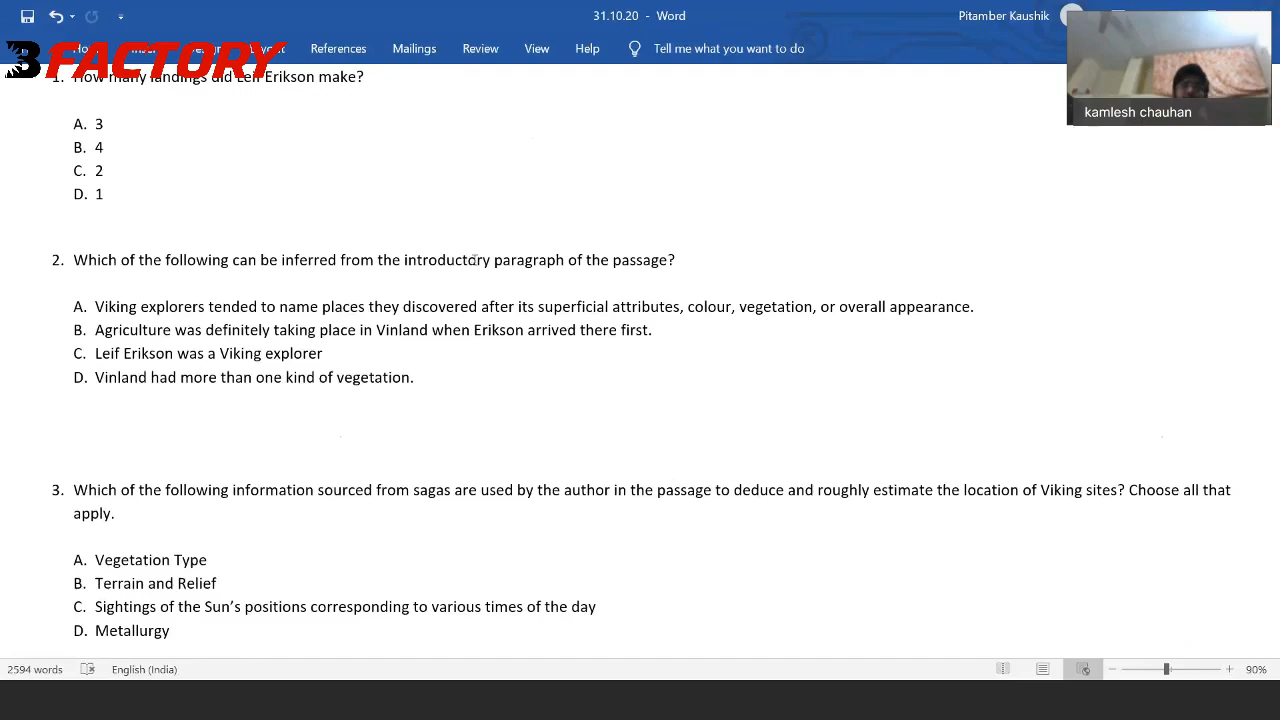 31.10.20 - Word
Pitamber Kaushik
3 FACTORY
References Mailings Review View Help Tell me what you want to do
kamlesh chauhan
1. How many landings did Leif Erikson make?
A. 3
B. 4
C. 2
D. 1
2. Which of the following can be inferred from the introductory paragraph of the passage?
A. Viking explorers tended to name places they discovered after its superficial attributes, colour, vegetation, or overall appearance.
B. Agriculture was definitely taking place in Vinland when Erikson arrived there first.
C. Leif Erikson was a Viking explorer
D. Vinland had more than one kind of vegetation.
3. Which of the following information sourced from sagas are used by the author in the passage to deduce and roughly estimate the location of Viking sites? Choose all that
apply.
A. Vegetation Type
B. Terrain and Relief
C. Sightings of the Sun's positions corresponding to various times of the day
D. Metallurgy
2594 words English (India) 90%